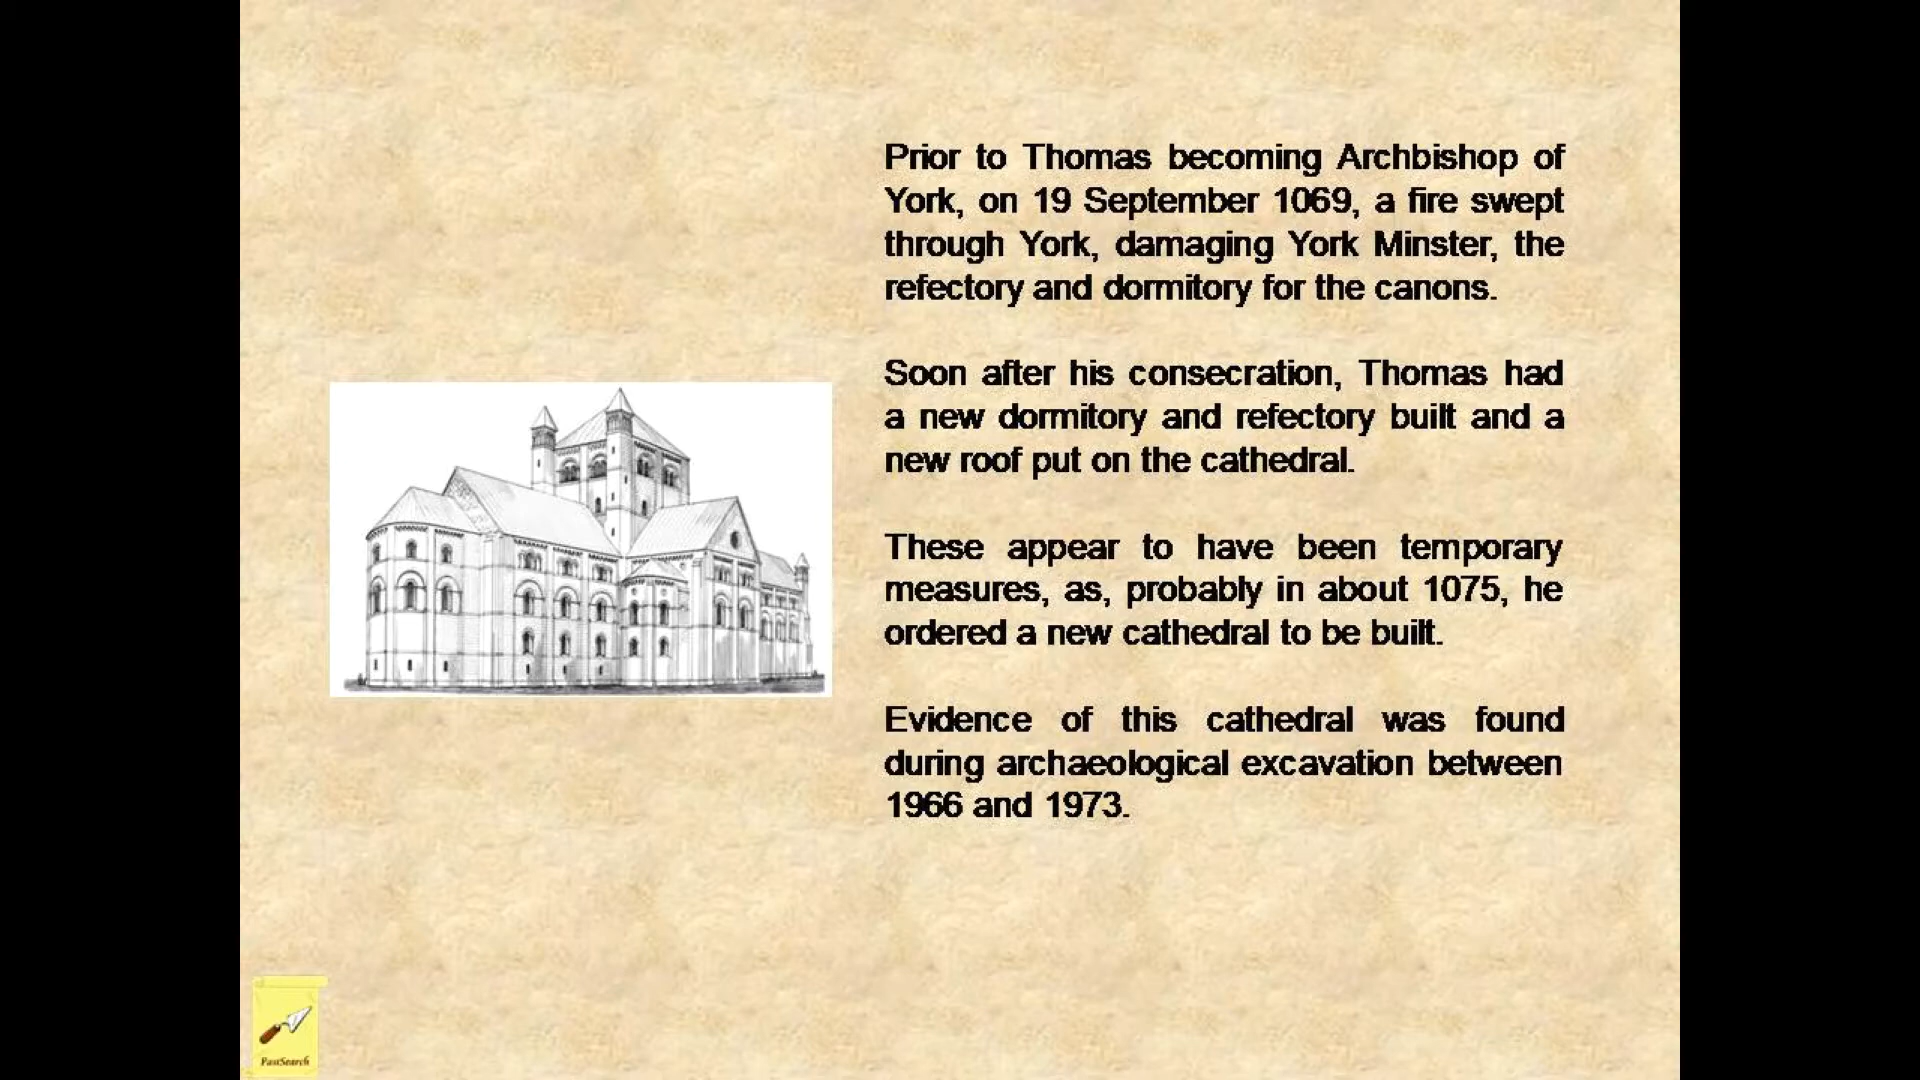 Prior to Thomas becoming Archbishop of
York, on 19 September 1069, a fire swept
through York, damaging York Minster, the
refectory and dormitory for the canons.
Soon after his consecration, Thomas had
a new dormitory and refectory built and a
new roof put on the cathedral.
These appear to have been temporary
measures, as, probably in about 1075, he
ordered a new cathedral to be built.
Evidence of this cathedral was found
during archaeological excavation between
1966 and 1973.
PastSearch